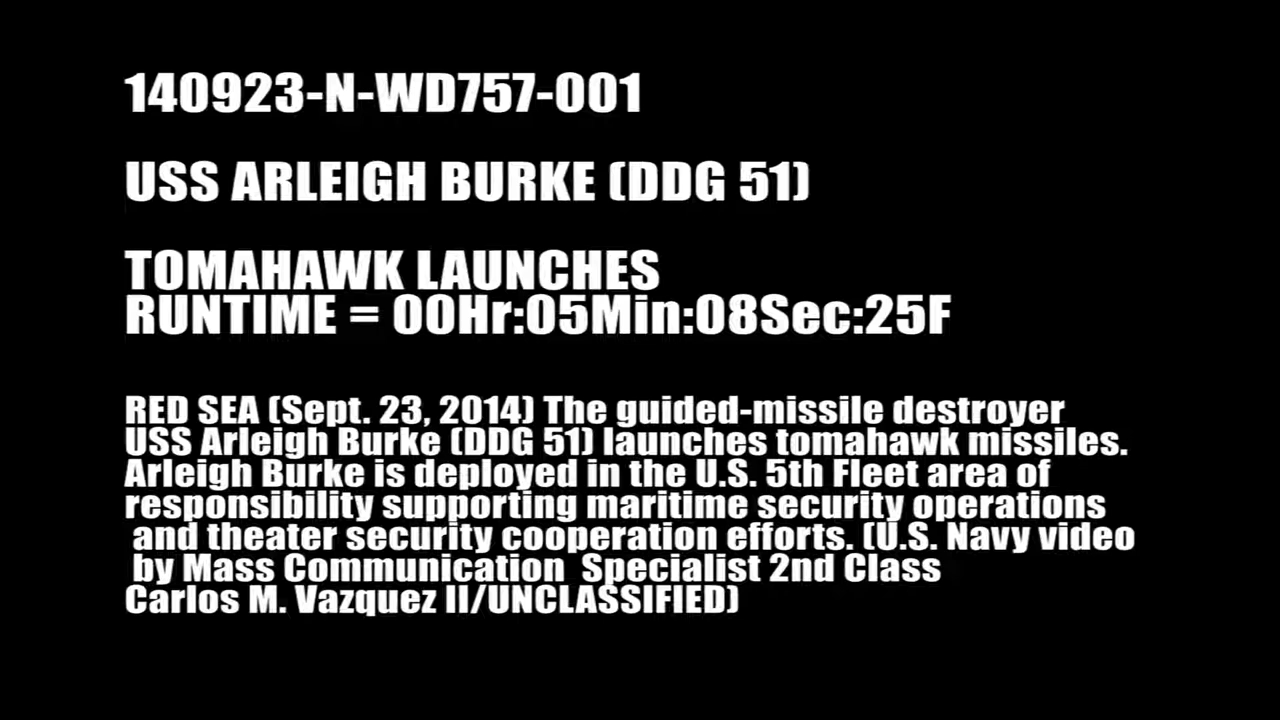 140923-N-WD757-001
USS ARLEIGH BURKE (DDG 51)
TOMAHAWK LAUNCHES
RUNTIME = 00Hr:05Min:08Sec:25F
RED SEA (Sept. 23, 2014) The guided-missile destroyer
USS Arleigh Burke (DDG 51) launches tomahawk missiles.
Arleigh Burke is deployed in the U.S. 5th Fleet area of
responsibility supporting maritime security operations
and theater security cooperation efforts. (U.S. Navy video
by Mass Communication  Specialist 2nd Class
Carlos M. Vazquez II/UNCLASSIFIED)